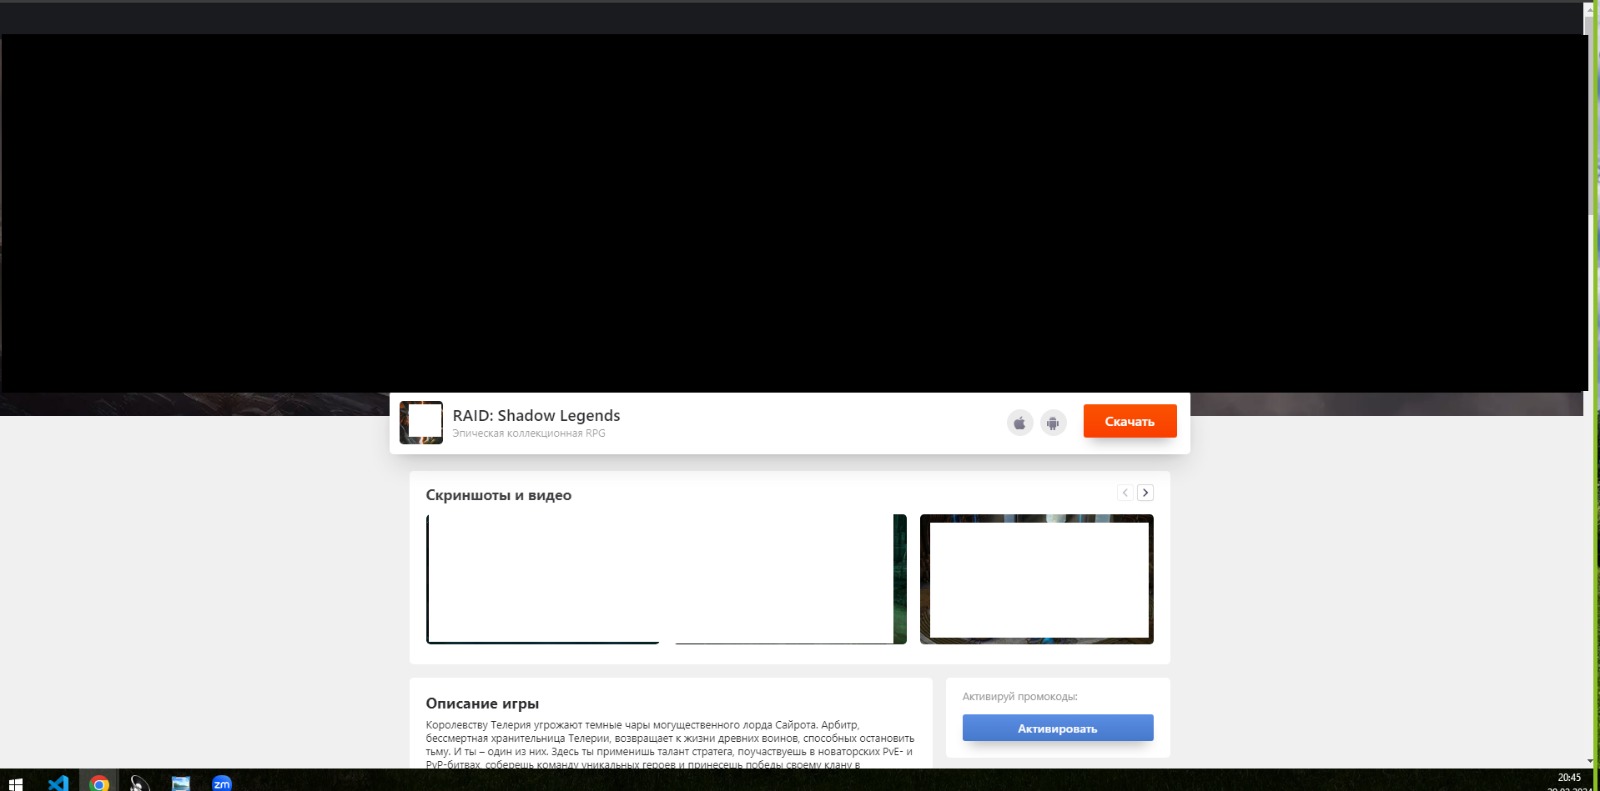 RAID: Shadow Legends
Эпическая коллекционная RPG
Скачать
Скриншоты и видео
Описание игры
Королевству Телерия угрожают темные чары могущественного лорда Сайрота. Арбитр,
бессмертная хранительница Телерии, возвращает к жизни древних воинов, способных остановить
тьму. И ты – один из них. Здесь ты применишь талант стратега, поучаствуешь в новаторских PvE- и
PvP-битвах, соберешь команду уникальных героев и принесешь победы своему клану в
Активируй промокоды:
Активировать
zm
20:45